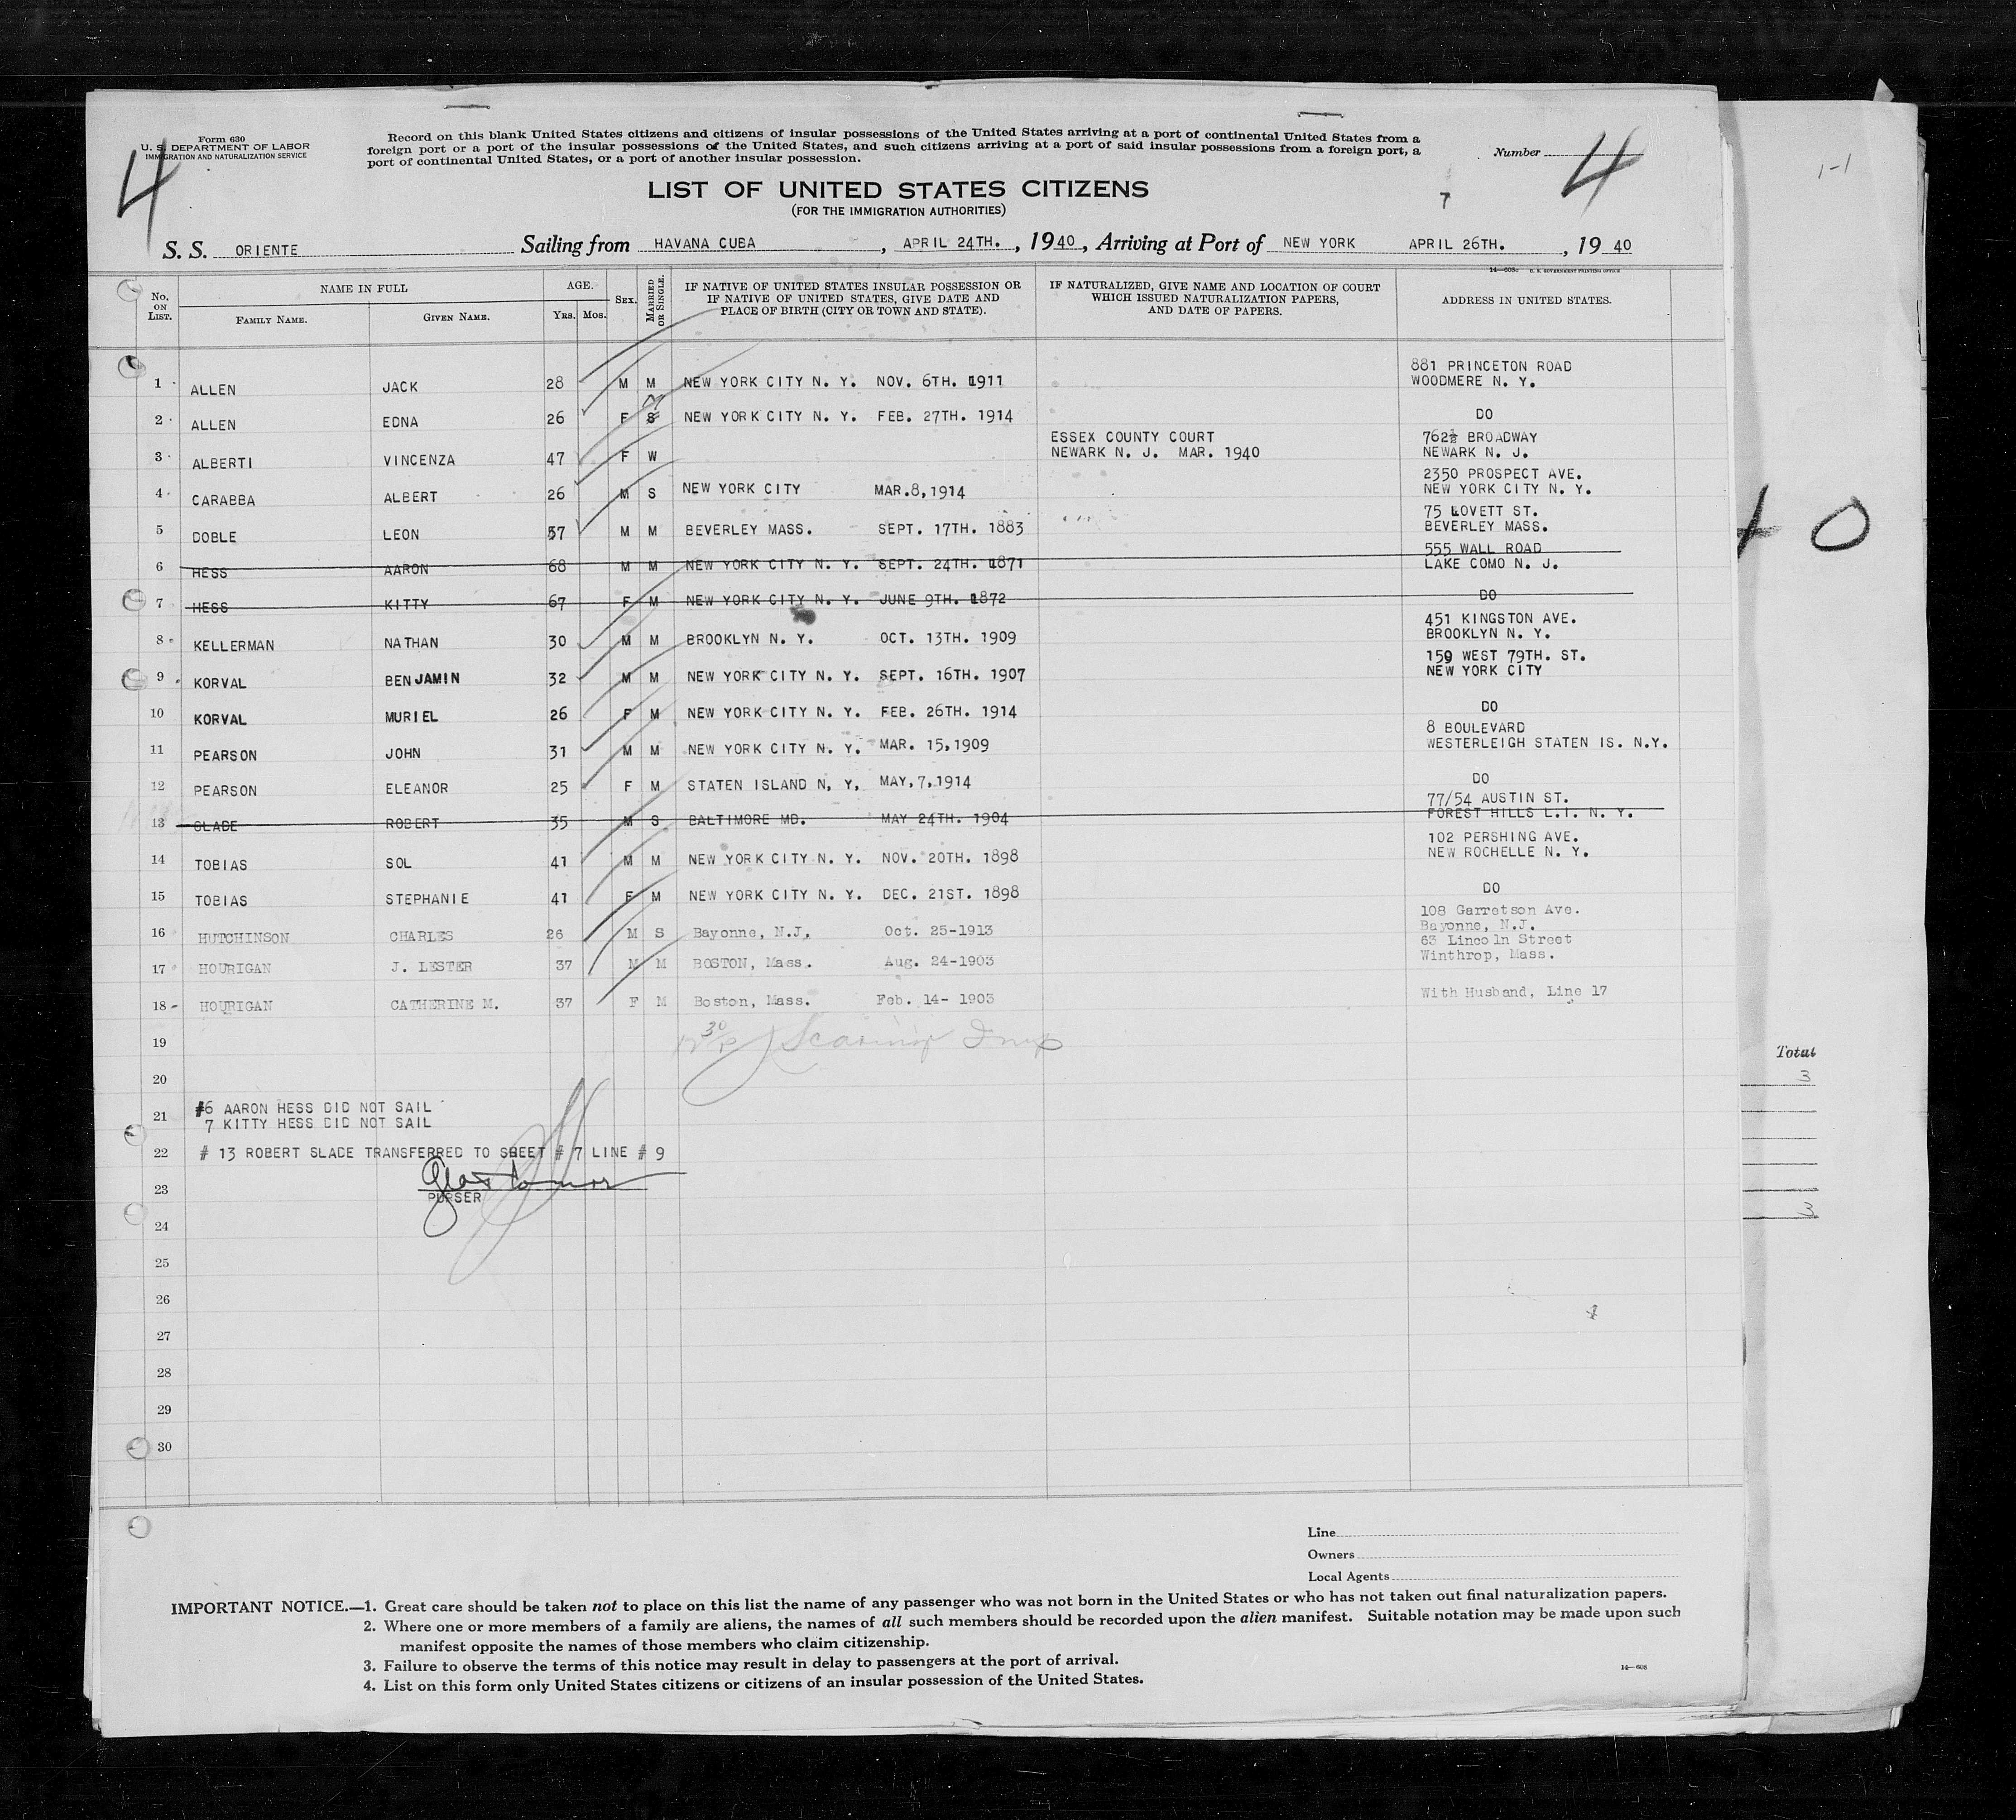 Form 630
U. S. DEPARTMENT OF LABOR
IMMIGRATION AND NATURALIZATION SERVICE
4
Record on this blank United States citizens and citizens of insular possessions of the United States arriving at a port of continental United States from a
foreign port or a port of the insular possessions of the United States, and such citizens arriving at a port of said insular possessions from a foreign port, a
port of continental United States, or a port of another insular possession.
Number 4
1-1
LIST OF UNITED STATES CITIZENS
(FOR THE IMMIGRATION AUTHORITIES)
S. S. ORIENTE Sailing from HAVANA CUBA, APRIL 24TH., 1940, Arriving at Port of NEW YORK APRIL 26TH., 19 40
14—608 U. S. GOVERNMENT PRINTING OFFICE
No. ON LIST. NAME IN FULL FAMILY NAME. GIVEN NAME. AGE. Yrs. Mos. SEX. MARRIED OR SINGLE. IF NATIVE OF UNITED STATES INSULAR POSSESSION OR IF NATIVE OF UNITED STATES, GIVE DATE AND PLACE OF BIRTH (CITY OR TOWN AND STATE). IF NATURALIZED, GIVE NAME AND LOCATION OF COURT WHICH ISSUED NATURALIZATION PAPERS, AND DATE OF PAPERS. ADDRESS IN UNITED STATES.
1 ALLEN JACK 28 M M NEW YORK CITY N. Y. NOV. 6TH. 1911 881 PRINCETON ROAD WOODMERE N. Y.
2 ALLEN EDNA 26 F S M NEW YORK CITY N. Y. FEB. 27TH. 1914 DO
3 ALBERTI VINCENZA 47 F W ESSEX COUNTY COURT NEWARK N. J. MAR. 1940 762½ BROADWAY NEWARK N. J.
4 CARABBA ALBERT 26 M S NEW YORK CITY MAR.8,1914 2350 PROSPECT AVE. NEW YORK CITY N. Y.
5 DOBLE LEON 57 M M BEVERLEY MASS. SEPT. 17TH. 1883 75 LOVETT ST. BEVERLEY MASS.
6 HESS AARON 68 M M NEW YORK CITY N. Y. SEPT. 24TH. 1871 555 WALL ROAD LAKE COMO N. J.
7 HESS KITTY 67 F M NEW YORK CITY N. Y. JUNE 9TH. 1872 DO
8 KELLERMAN NATHAN 30 M M BROOKLYN N. Y. OCT. 13TH. 1909 451 KINGSTON AVE. BROOKLYN N. Y.
9 KORVAL BENJAMIN 32 M M NEW YORK CITY N. Y. SEPT. 16TH. 1907 159 WEST 79TH. ST. NEW YORK CITY
10 KORVAL MURIEL 26 F M NEW YORK CITY N. Y. FEB. 26TH. 1914 DO
11 PEARSON JOHN 31 M M NEW YORK CITY N. Y. MAR. 15,1909 8 BOULEVARD WESTERLEIGH STATEN IS. N.Y.
12 PEARSON ELEANOR 25 F M STATEN ISLAND N, Y, MAY,7,1914 DO
13 SLADE ROBERT 35 M S BALTIMORE MD. MAY 24TH. 1904 77/54 AUSTIN ST. FOREST HILLS L.I. N. Y.
14 TOBIAS SOL 41 M M NEW YORK CITY N. Y. NOV. 20TH. 1898 102 PERSHING AVE. NEW ROCHELLE N. Y.
15 TOBIAS STEPHANIE 41 F M NEW YORK CITY N. Y. DEC. 21ST. 1898 DO
16 HUTCHINSON CHARLES 26 M S Bayonne, N.J, Oct. 25-1913 108 Garretson Ave. Bayonne, N.J.
17 HOURIGAN J. LESTER 37 M M BOSTON, Mass. Aug. 24-1903 63 Lincoln Street Winthrop, Mass.
18 HOURIGAN CATHERINE M. 37 F M Boston, Mass. Feb. 14- 1903 With Husband, Line 17
19
20
21 #6 AARON HESS DID NOT SAIL
7 KITTY HESS DID NOT SAIL
22 # 13 ROBERT SLADE TRANSFERRED TO SHEET # 7 LINE # 9
23 PURSER
24
25
26
27
28
29
30
Total
3
3
Line
Owners
Local Agents
IMPORTANT NOTICE.—1. Great care should be taken not to place on this list the name of any passenger who was not born in the United States or who has not taken out final naturalization papers.
2. Where one or more members of a family are aliens, the names of all such members should be recorded upon the alien manifest. Suitable notation may be made upon such
manifest opposite the names of those members who claim citizenship.
3. Failure to observe the terms of this notice may result in delay to passengers at the port of arrival.
4. List on this form only United States citizens or citizens of an insular possession of the United States.
14—608